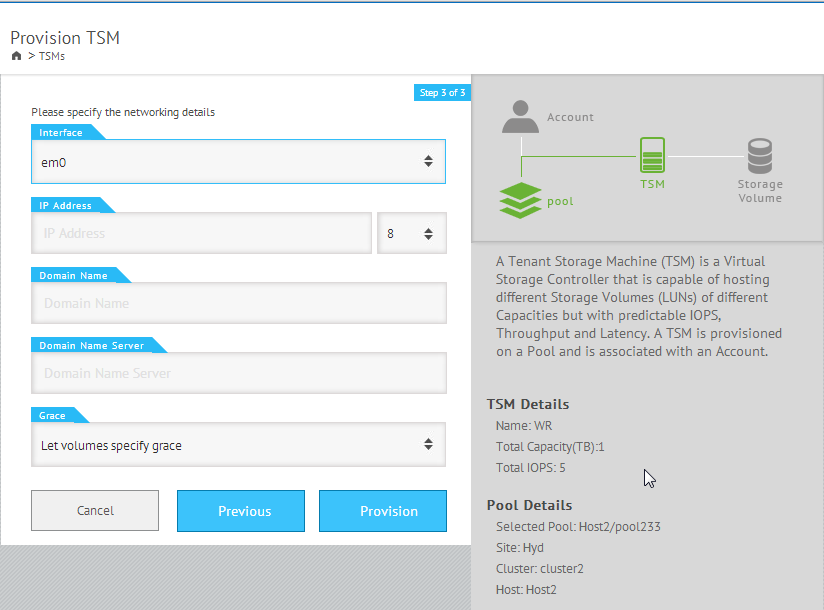 Provision TSM
> TSMs
Step 3 of 3
Please specify the networking details
Interface
em0
IP Address
IP Address
8
Domain Name
Domain Name
Domain Name Server
Domain Name Server
Grace
Let volumes specify grace
Cancel
Previous
Provision
Account
TSM
Storage
Volume
pool
A Tenant Storage Machine (TSM) is a Virtual
Storage Controller that is capable of hosting
different Storage Volumes (LUNs) of different
Capacities but with predictable IOPS,
Throughput and Latency. A TSM is provisioned
on a Pool and is associated with an Account.
TSM Details
Name: WR
Total Capacity(TB):1
Total IOPS: 5
Pool Details
Selected Pool: Host2/pool233
Site: Hyd
Cluster: cluster2
Host: Host2